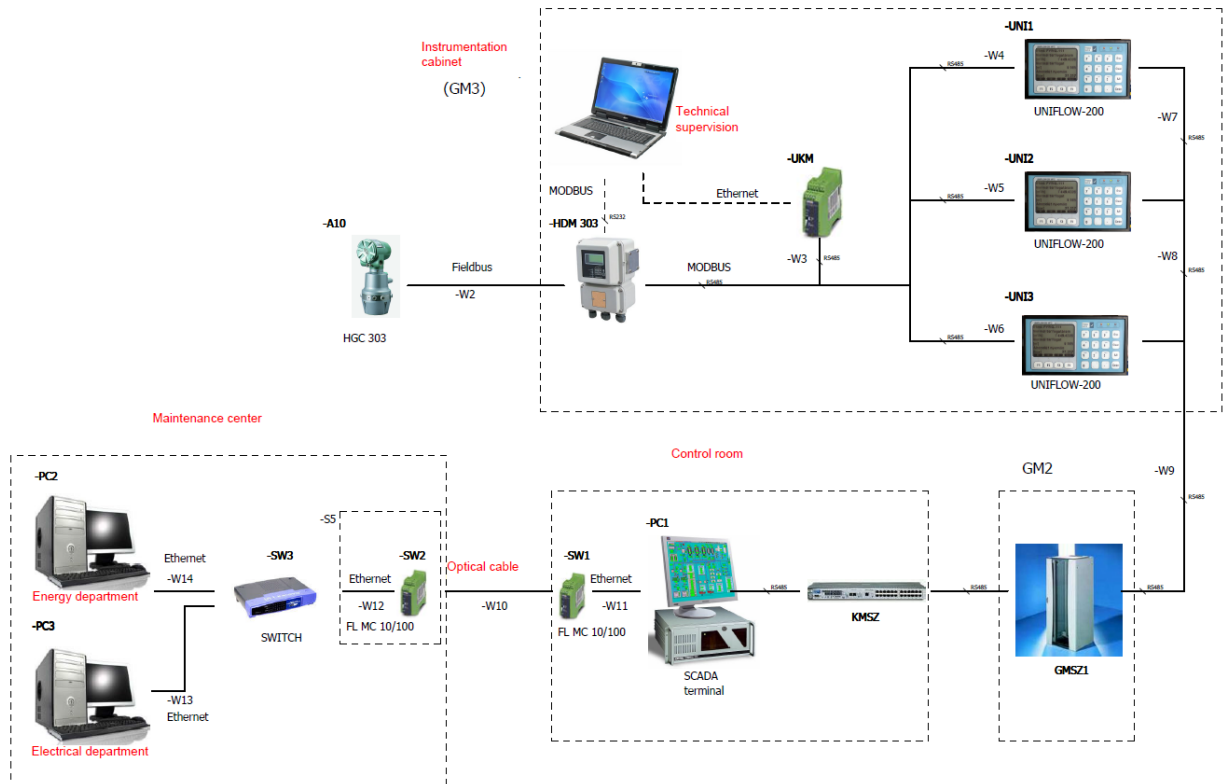 Instrumentation
cabinet
(GM3)
Technical
supervision
-UKM
MODBUS
Ethernet
RS232
-HDM 303
-A10
Fieldbus
-W2
HGC 303
MODBUS
RS485
-W3
RS485
-UNI1
-W4
RS485
UNIFLOW-200
-W7
RS485
-UNI2
-W5
RS485
UNIFLOW-200
-W8
RS485
-UNI3
-W6
RS485
UNIFLOW-200
Maintenance center
-PC2
Ethernet
-W14
Energy department
-PC3
-W13
Ethernet
Electrical department
-SW3
SWITCH
-S5
Ethernet
-W12
-SW2
FL MC 10/100
Optical cable
-W10
Control room
-SW1
FL MC 10/100
Ethernet
-W11
-PC1
SCADA
terminal
RS485
KMSZ
RS485
GM2
GMSZ1
RS485
-W9
RS485